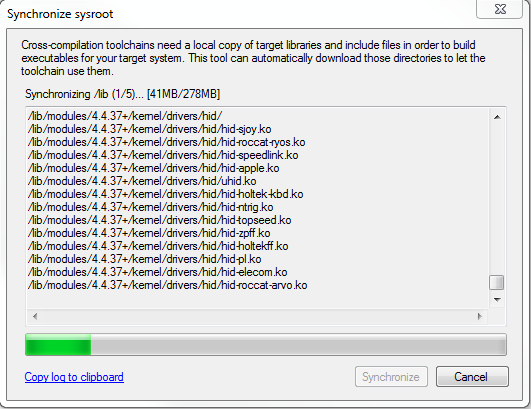 Synchronize sysroot
Cross-compilation toolchains need a local copy of target libraries and include files in order to build
executables for your target system. This tool can automatically download those directories to let the
toolchain use them.
Synchronizing /lib (1/5)... [41MB/278MB]
/lib/modules/4.4.37+/kernel/drivers/hid/
/lib/modules/4.4.37+/kernel/drivers/hid/hid-sjoy.ko
/lib/modules/4.4.37+/kernel/drivers/hid/hid-roccat-ryos.ko
/lib/modules/4.4.37+/kernel/drivers/hid/hid-speedlink.ko
/lib/modules/4.4.37+/kernel/drivers/hid/hid-apple.ko
/lib/modules/4.4.37+/kernel/drivers/hid/uhid.ko
/lib/modules/4.4.37+/kernel/drivers/hid/hid-holtek-kbd.ko
/lib/modules/4.4.37+/kernel/drivers/hid/hid-ntrig.ko
/lib/modules/4.4.37+/kernel/drivers/hid/hid-topseed.ko
/lib/modules/4.4.37+/kernel/drivers/hid/hid-zpff.ko
/lib/modules/4.4.37+/kernel/drivers/hid/hid-holtekff.ko
/lib/modules/4.4.37+/kernel/drivers/hid/hid-pl.ko
/lib/modules/4.4.37+/kernel/drivers/hid/hid-elecom.ko
/lib/modules/4.4.37+/kernel/drivers/hid/hid-roccat-arvo.ko
Copy log to clipboard
Synchronize
Cancel